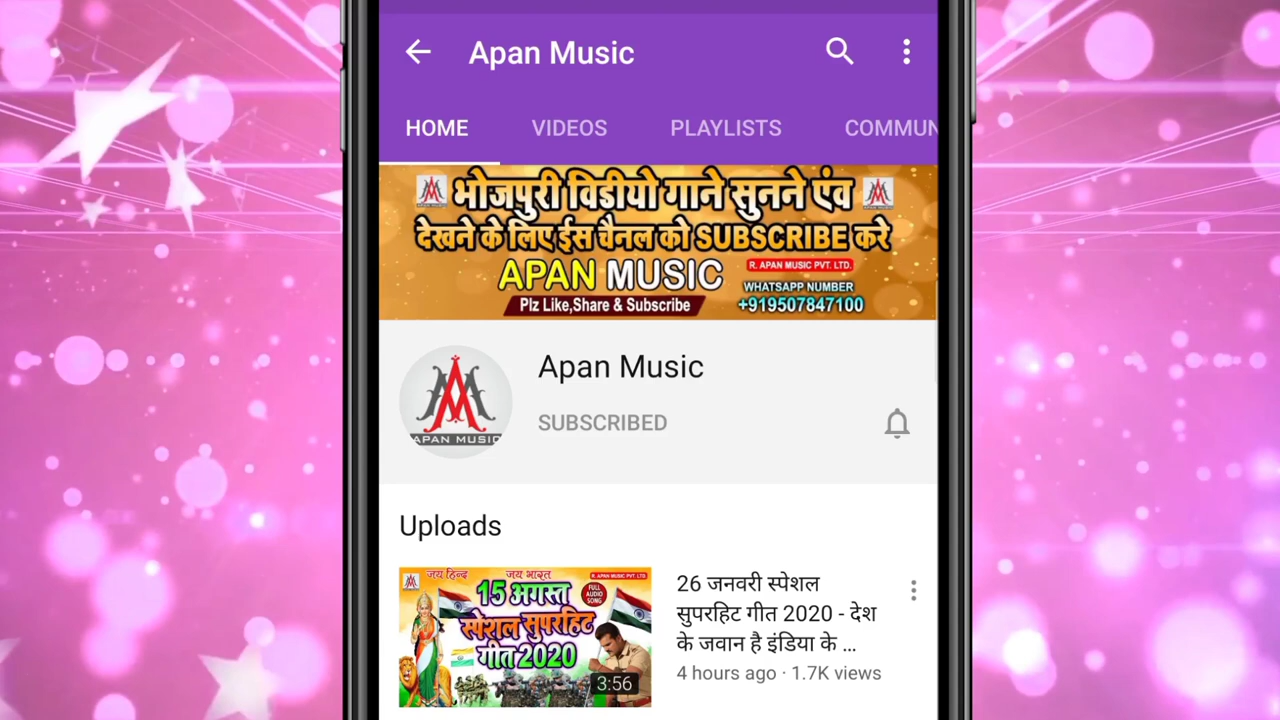 Apan Music
HOME VIDEOS PLAYLISTS COMMUN
भोजपुरी विडीयो गाने सुनने एंव
देखने के लिए ईस चैनल को SUBSCRIBE करे
APAN MUSIC
R. APAN MUSIC PVT. LTD.
WHATSAPP NUMBER
Plz Like,Share & Subscribe
+919507847100
Apan Music
SUBSCRIBED
APAN MUSIC
Uploads
जय हिन्द जय भारत
R. APAN MUSIC PVT. LTD
15 अगस्त
FULL
AUDIO
SONG
स्पेशल सुपरहिट
गीत 2020
3:56
26 जनवरी स्पेशल
सुपरहिट गीत 2020 - देश
के जवान है इंडिया के ...
4 hours ago · 1.7K views